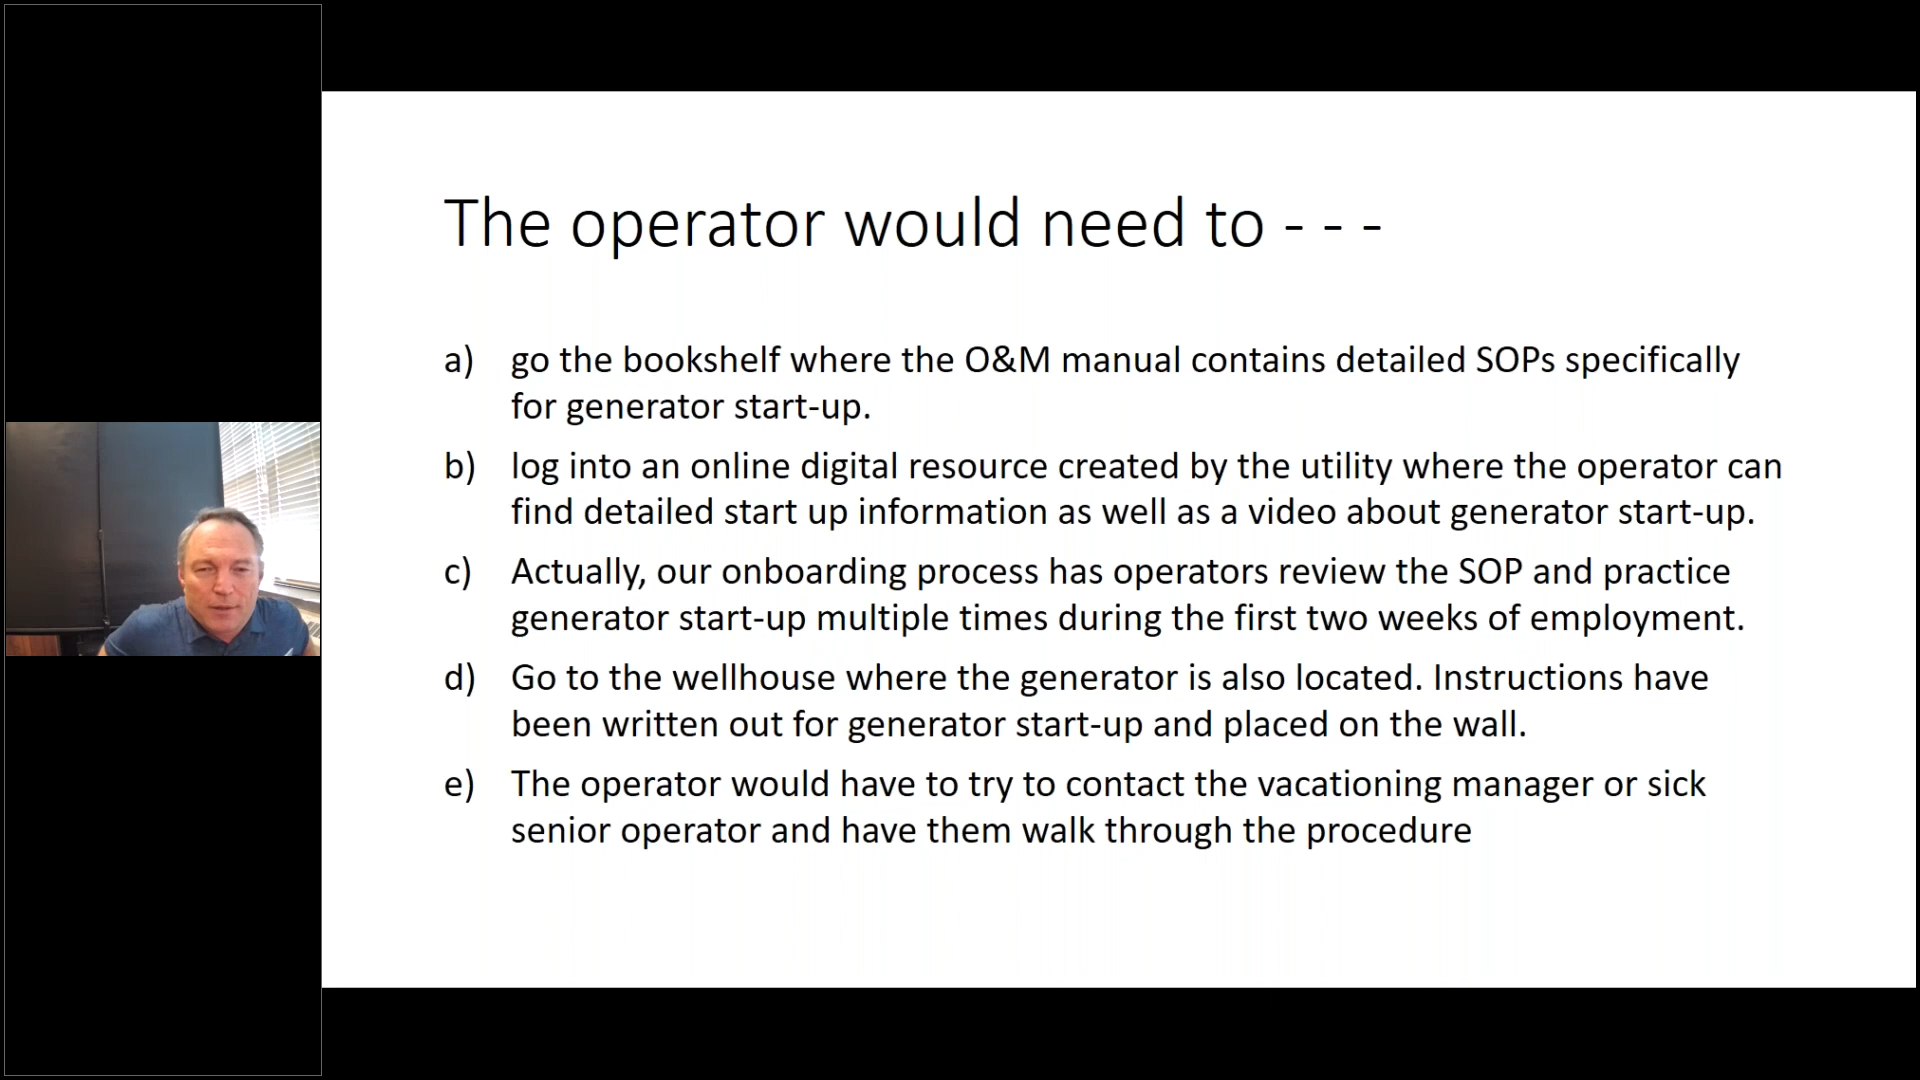 The operator would need to - - -
a) go the bookshelf where the O&M manual contains detailed SOPs specifically
for generator start-up.
b) log into an online digital resource created by the utility where the operator can
find detailed start up information as well as a video about generator start-up.
c) Actually, our onboarding process has operators review the SOP and practice
generator start-up multiple times during the first two weeks of employment.
d) Go to the wellhouse where the generator is also located. Instructions have
been written out for generator start-up and placed on the wall.
e) The operator would have to try to contact the vacationing manager or sick
senior operator and have them walk through the procedure